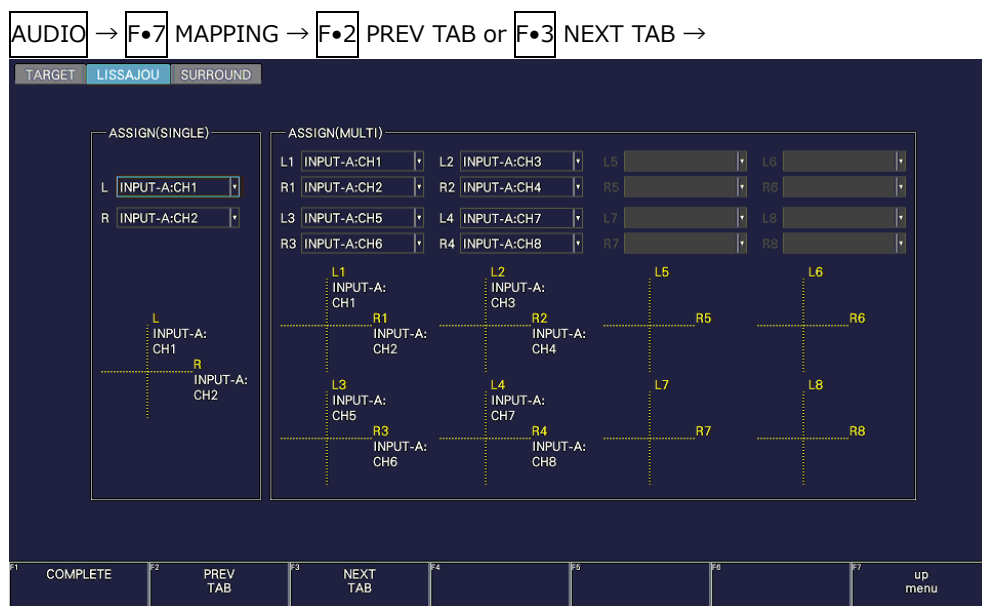 AUDIO → F•7 MAPPING → F•2 PREV TAB or F•3 NEXT TAB →
TARGET LISSAJOU SURROUND
ASSIGN(SINGLE)
L INPUT-A:CH1
R INPUT-A:CH2
L
INPUT-A:
CH1
R
INPUT-A:
CH2
ASSIGN(MULTI)
L1 INPUT-A:CH1 L2 INPUT-A:CH3 L5 L6
R1 INPUT-A:CH2 R2 INPUT-A:CH4 R5 R6
L3 INPUT-A:CH5 L4 INPUT-A:CH7 L7 L8
R3 INPUT-A:CH6 R4 INPUT-A:CH8 R7 R8
L1 L2 L5 L6
INPUT-A: INPUT-A:
CH1 CH3
R1 R2 R5 R6
INPUT-A: INPUT-A:
CH2 CH4
L3 L4 L7 L8
INPUT-A: INPUT-A:
CH5 CH7
R3 R4 R7 R8
INPUT-A: INPUT-A:
CH6 CH8
F1 COMPLETE F2 PREV F3 NEXT F4 F5 F6 F7 up
TAB TAB menu